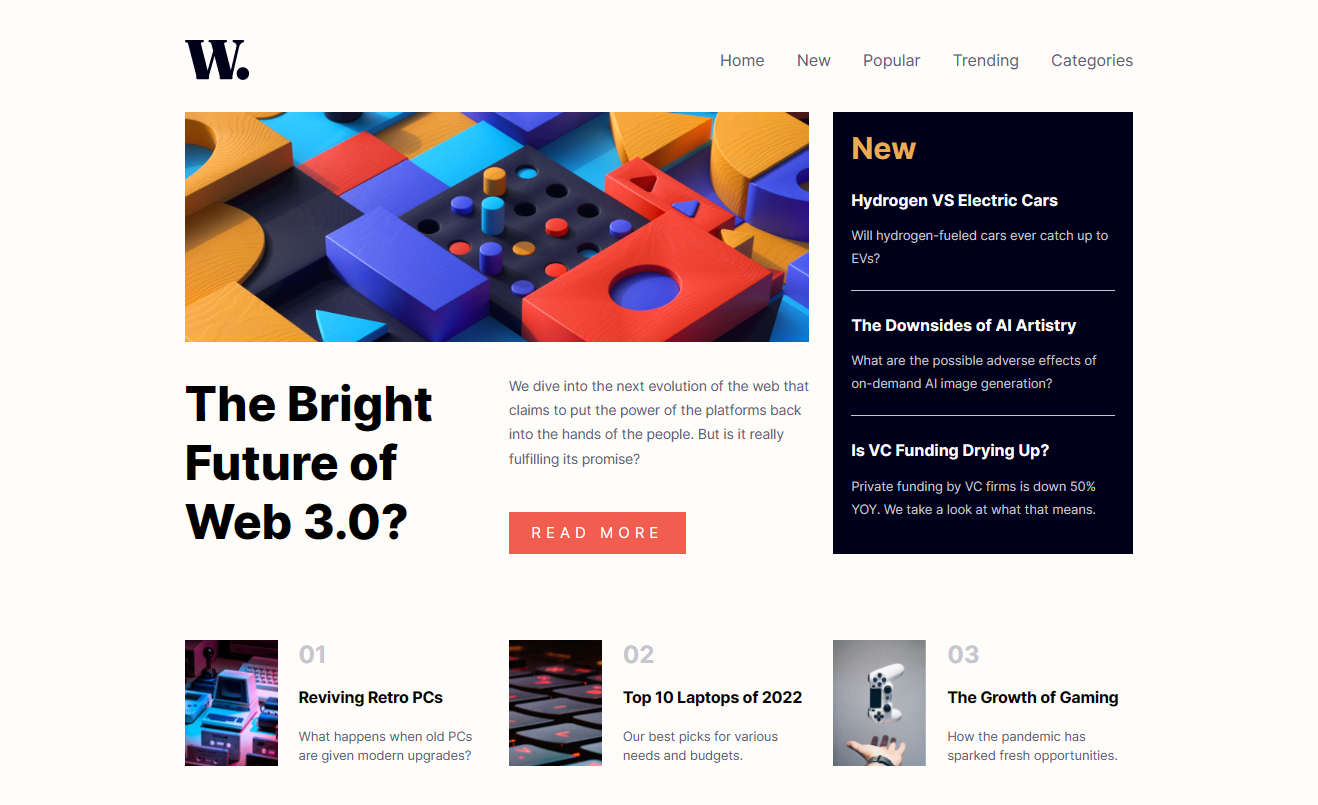 W.
Home New Popular Trending Categories
New
Hydrogen VS Electric Cars
Will hydrogen-fueled cars ever catch up to
EVs?
The Downsides of AI Artistry
What are the possible adverse effects of
on-demand AI image generation?
Is VC Funding Drying Up?
Private funding by VC firms is down 50%
YOY. We take a look at what that means.
The Bright
Future of
Web 3.0?
We dive into the next evolution of the web that
claims to put the power of the platforms back
into the hands of the people. But is it really
fulfilling its promise?
READ MORE
01
Reviving Retro PCs
What happens when old PCs
are given modern upgrades?
02
Top 10 Laptops of 2022
Our best picks for various
needs and budgets.
03
The Growth of Gaming
How the pandemic has
sparked fresh opportunities.